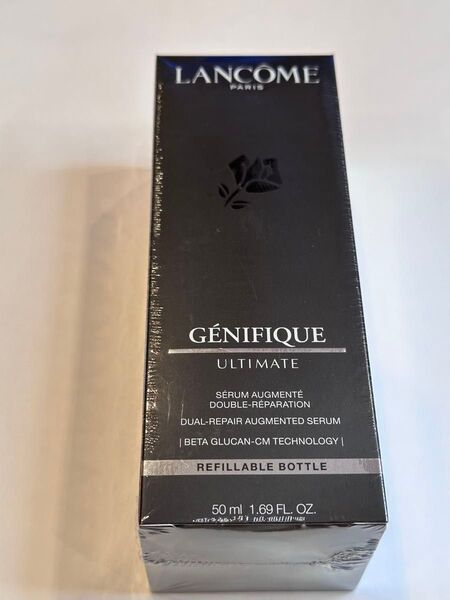 LANCÔME
PARIS
GÉNIFIQUE
ULTIMATE
SÉRUM AUGMENTÉ
DOUBLE-RÉPARATION
DUAL-REPAIR AUGMENTED SERUM
| BETA GLUCAN-CM TECHNOLOGY |
REFILLABLE BOTTLE
50 ml 1.69 FL. OZ.